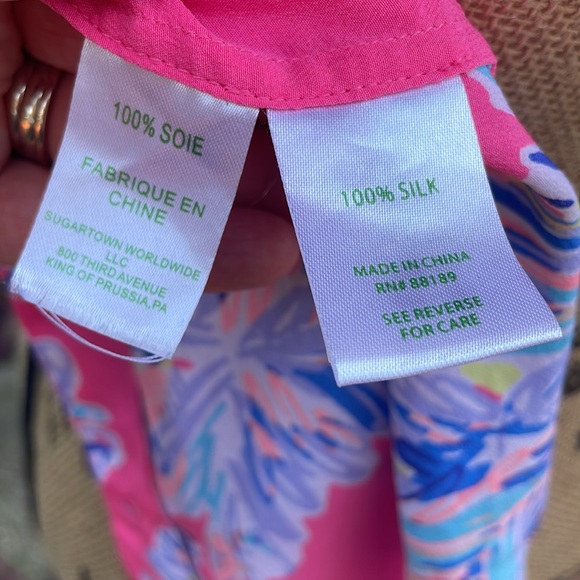 100% SOIE
FABRIQUE EN
CHINE
SUGARTOWN WORLDWIDE
LLC
800 THIRD AVENUE
KING OF PRUSSIA, PA
100% SILK
MADE IN CHINA
RN# 88189
SEE REVERSE
FOR CARE